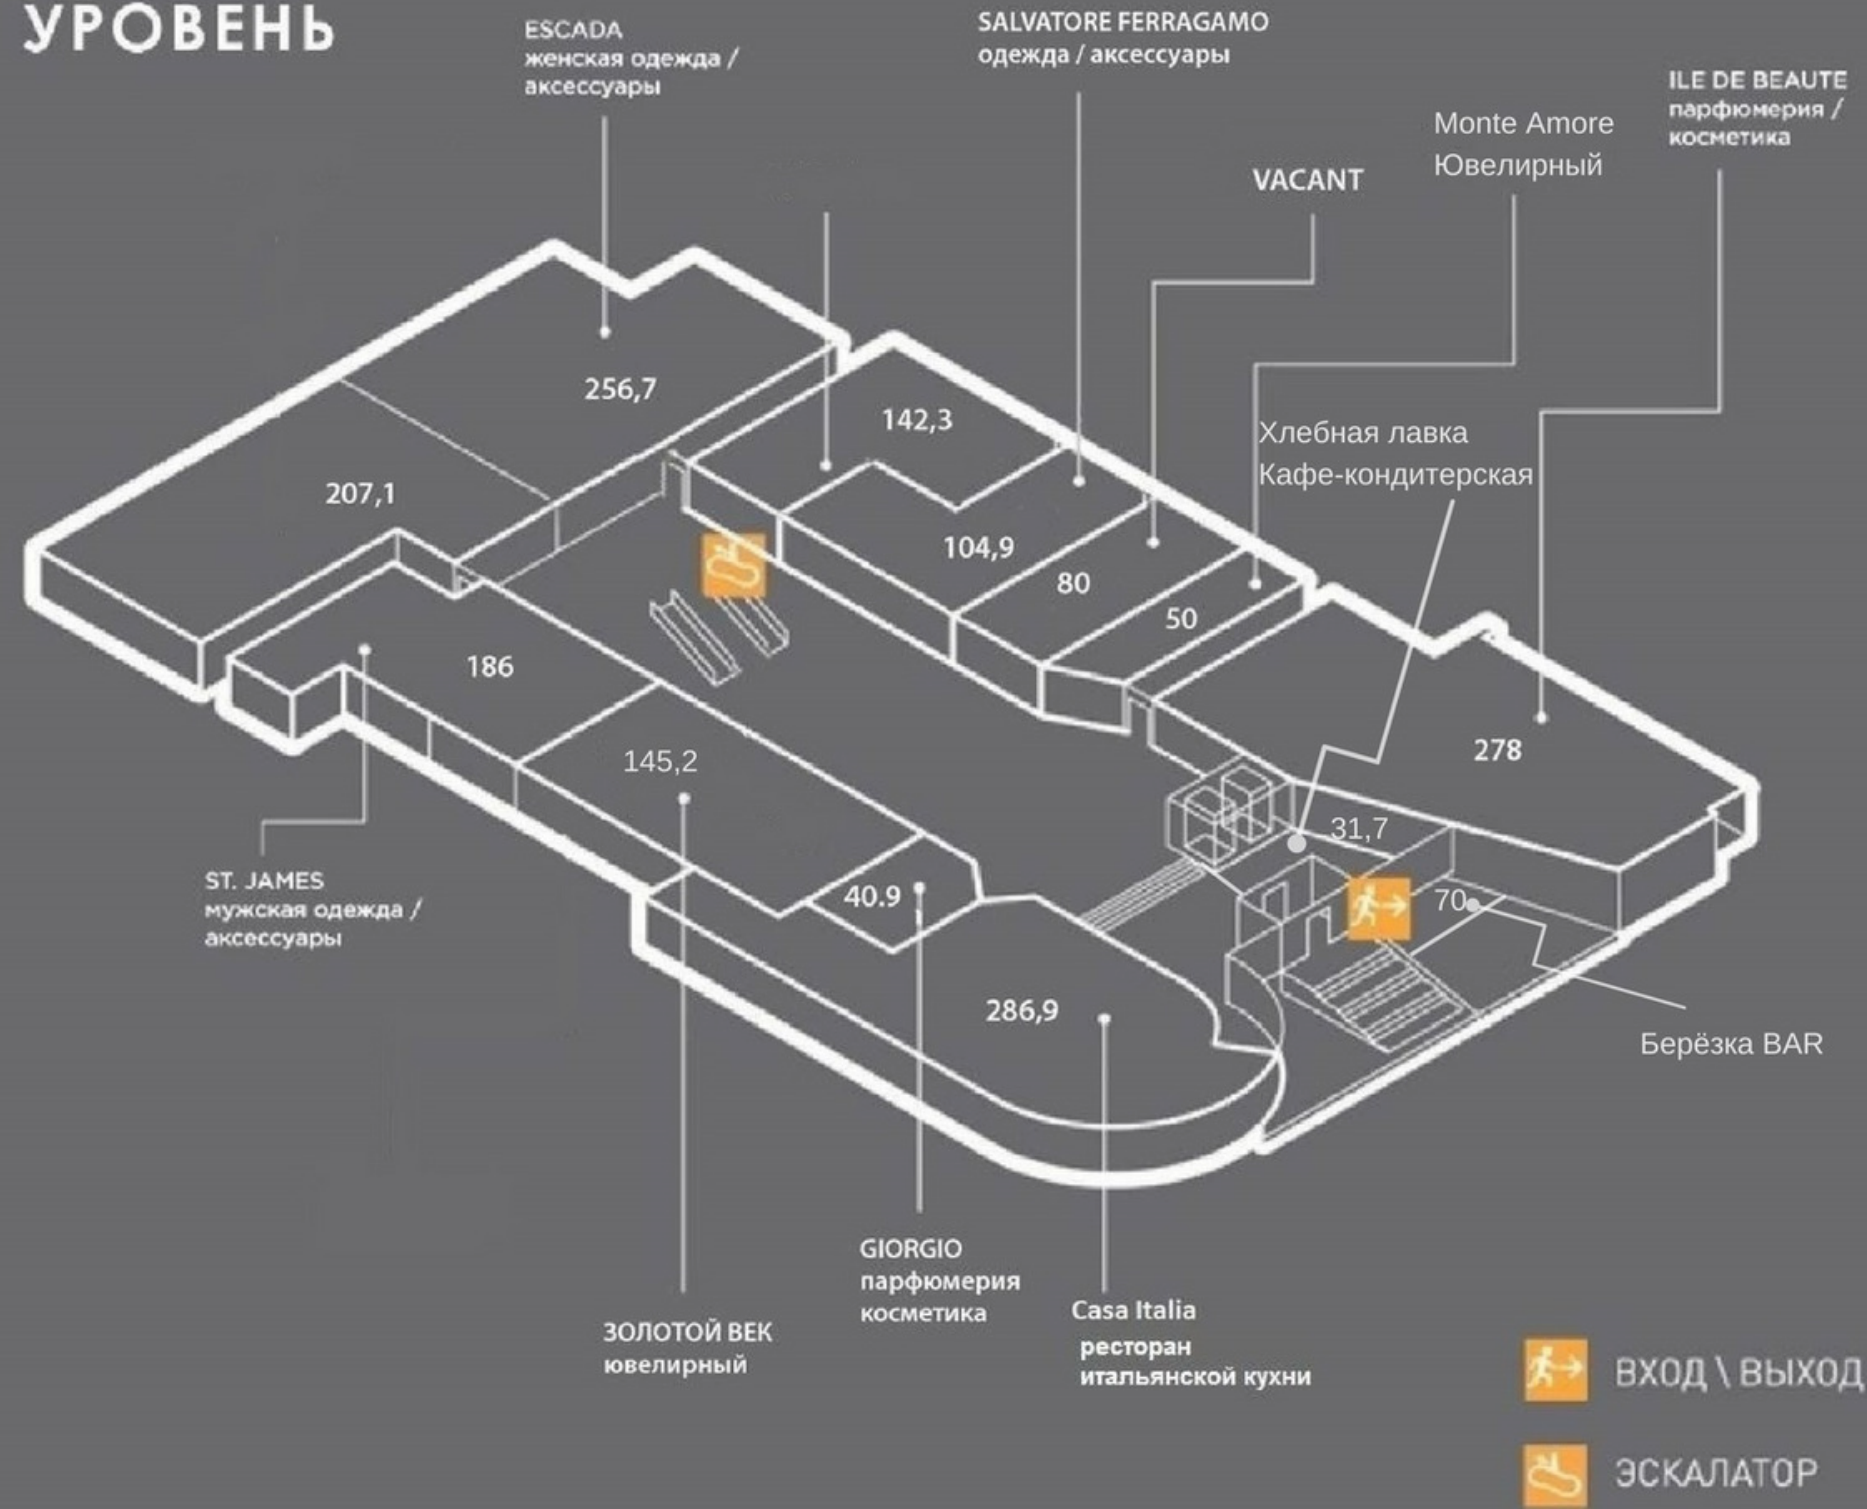 УРОВЕНЬ
ESCADA
женская одежда /
аксессуары
SALVATORE FERRAGAMO
одежда / аксессуары
VACANT
Monte Amore
Ювелирный
ILE DE BEAUTE
парфюмерия /
косметика
Хлебная лавка
Кафе-кондитерская
256,7
142,3
207,1
104,9
80
50
186
278
145,2
31,7
40.9
70
286,9
ST. JAMES
мужская одежда /
аксессуары
Берёзка BAR
GIORGIO
парфюмерия
косметика
ЗОЛОТОЙ ВЕК
ювелирный
Casa Italia
ресторан
итальянской кухни
ВХОД \ ВЫХОД
ЭСКАЛАТОР